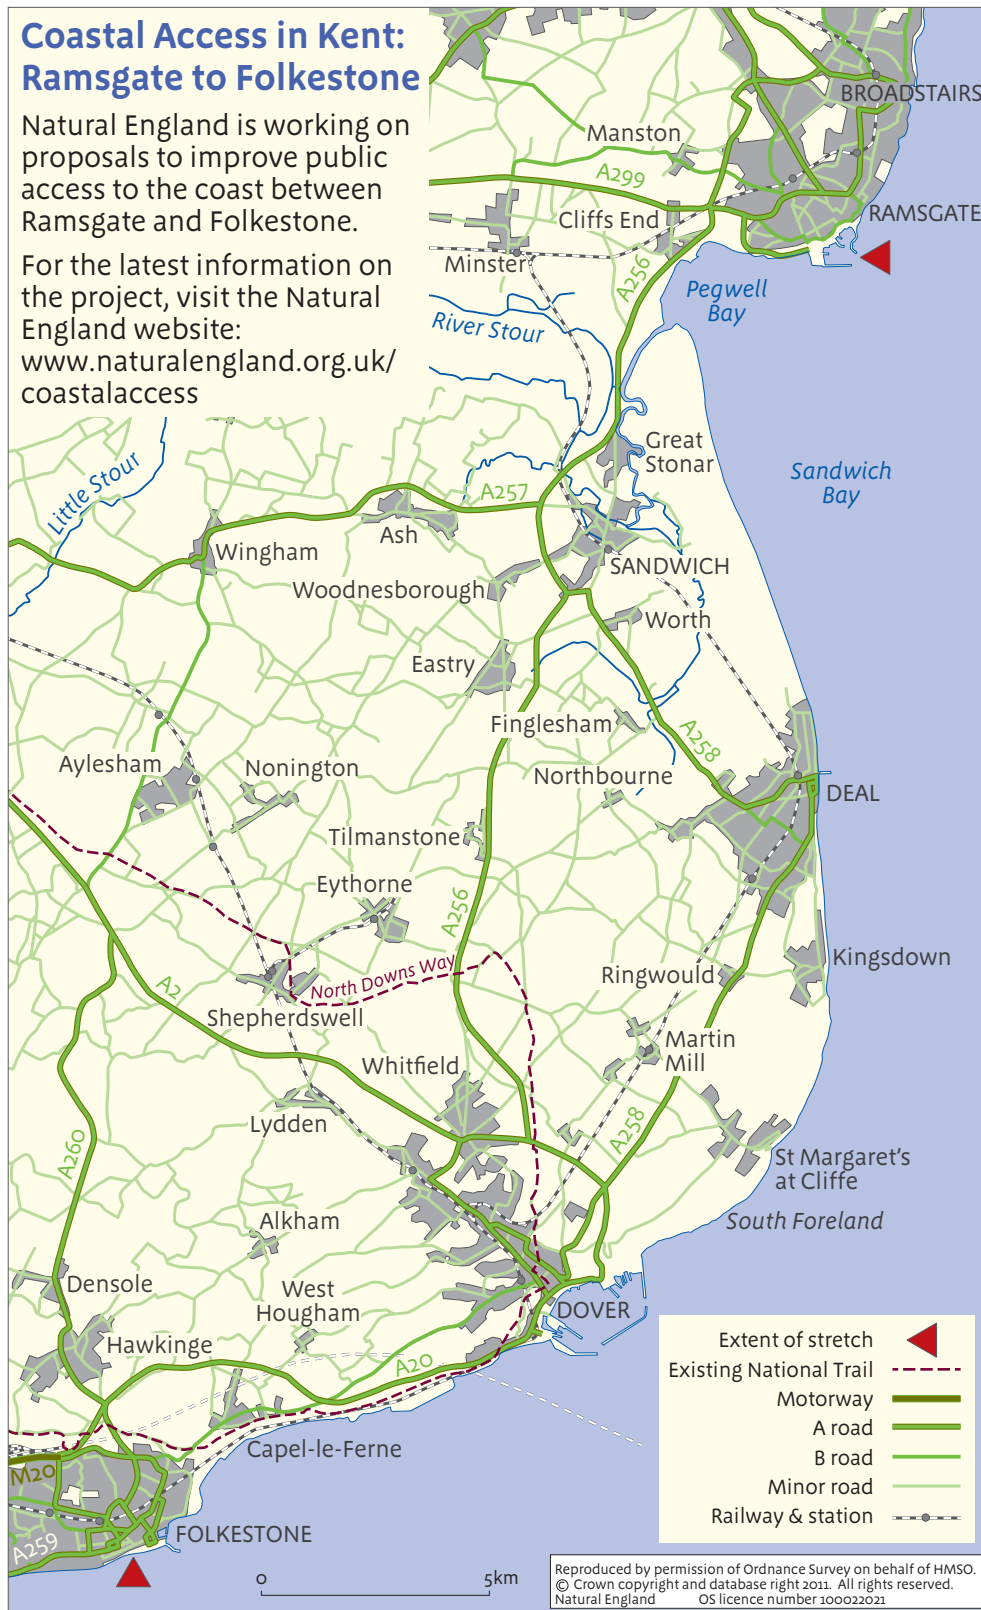 Coastal Access in Kent:
Ramsgate to Folkestone
Natural England is working on
proposals to improve public
access to the coast between
Ramsgate and Folkestone.
For the latest information on
the project, visit the Natural
England website:
www.naturalengland.org.uk/
coastalaccess
BROADSTAIRS
Manston
A299
Cliffs End
RAMSGATE
Minster
A256
Pegwell
Bay
River Stour
Great
Stonar
Sandwich
Bay
Little Stour
A257
Ash
Wingham
SANDWICH
Woodnesborough
Worth
Eastry
Finglesham
A258
Aylesham
Nonington
Northbourne
DEAL
Tilmanstone
Eythorne
A256
Kingsdown
Ringwould
North Downs Way
A2
Shepherdswell
Martin
Mill
Whitfield
Lydden
A258
A260
St Margaret's
at Cliffe
South Foreland
Alkham
Densole
West
Hougham
DOVER
Hawkinge
A20
Capel-le-Ferne
M20
FOLKESTONE
A259
Extent of stretch
Existing National Trail
Motorway
A road
B road
Minor road
Railway & station
0 5km
Reproduced by permission of Ordnance Survey on behalf of HMSO.
© Crown copyright and database right 2011. All rights reserved.
Natural England OS licence number 100022021